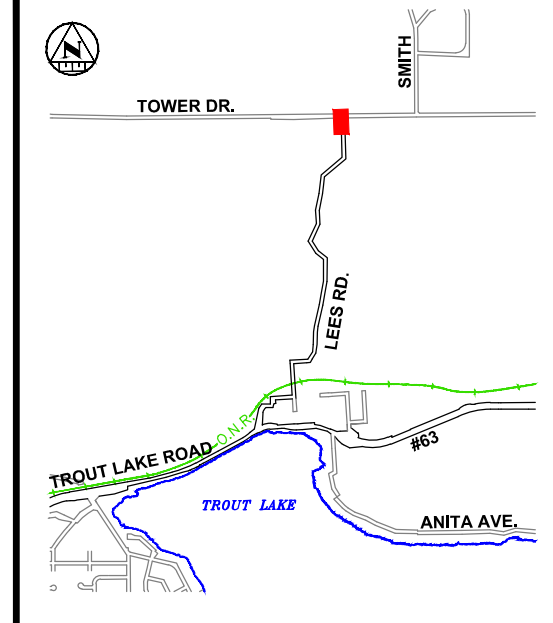 N
SMITH
TOWER DR.
LEES RD.
O.N.R.
#63
TROUT LAKE ROAD
TROUT LAKE
ANITA AVE.